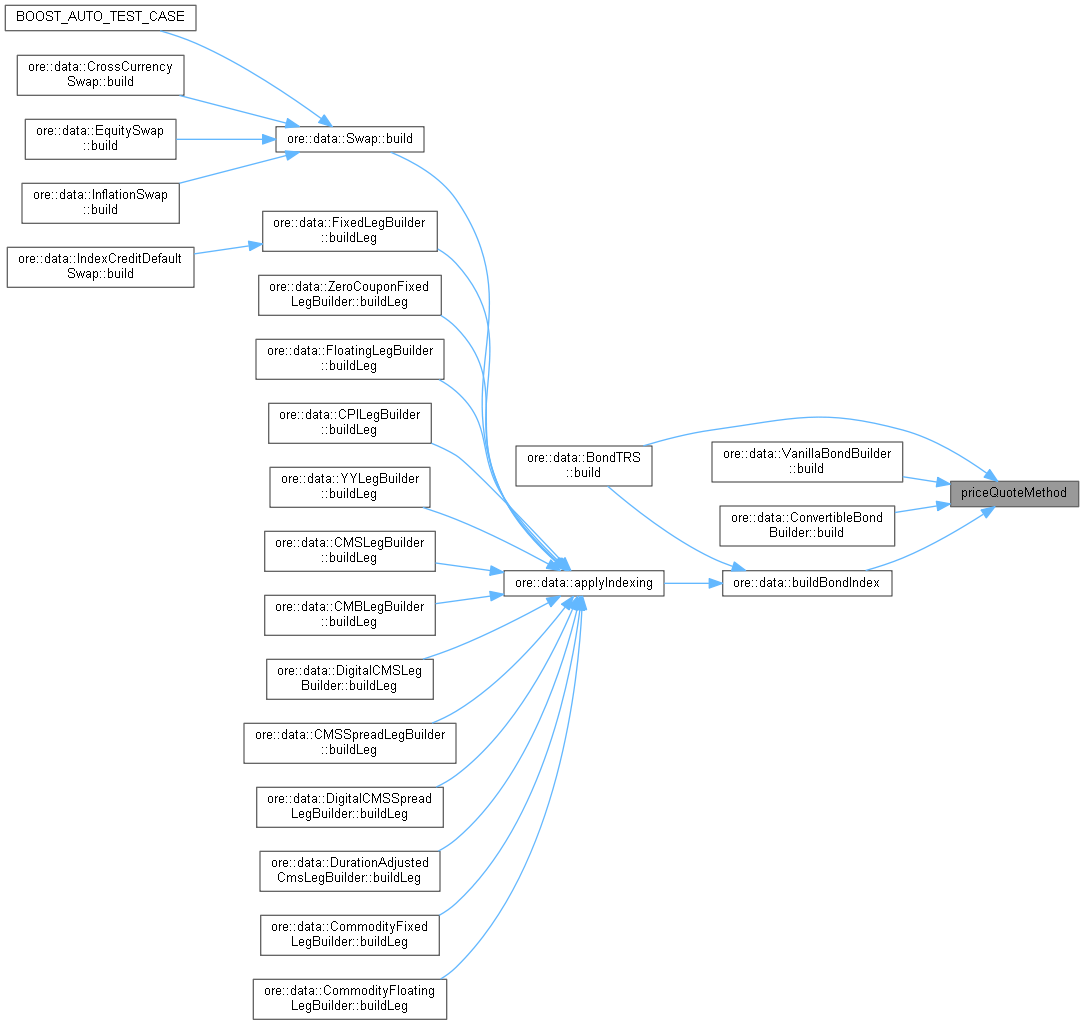 BOOST_AUTO_TEST_CASE
ore::data::CrossCurrency
Swap::build
ore::data::EquitySwap
::build
ore::data::InflationSwap
::build
ore::data::IndexCreditDefault
Swap::build
ore::data::Swap::build
ore::data::FixedLegBuilder
::buildLeg
ore::data::ZeroCouponFixed
LegBuilder::buildLeg
ore::data::FloatingLegBuilder
::buildLeg
ore::data::CPILegBuilder
::buildLeg
ore::data::YYLegBuilder
::buildLeg
ore::data::CMSLegBuilder
::buildLeg
ore::data::CMBLegBuilder
::buildLeg
ore::data::DigitalCMSLeg
Builder::buildLeg
ore::data::CMSSpreadLegBuilder
::buildLeg
ore::data::DigitalCMSSpread
LegBuilder::buildLeg
ore::data::DurationAdjusted
CmsLegBuilder::buildLeg
ore::data::CommodityFixed
LegBuilder::buildLeg
ore::data::CommodityFloating
LegBuilder::buildLeg
ore::data::BondTRS
::build
ore::data::applyIndexing
ore::data::VanillaBondBuilder
::build
ore::data::ConvertibleBond
Builder::build
ore::data::buildBondIndex
priceQuoteMethod